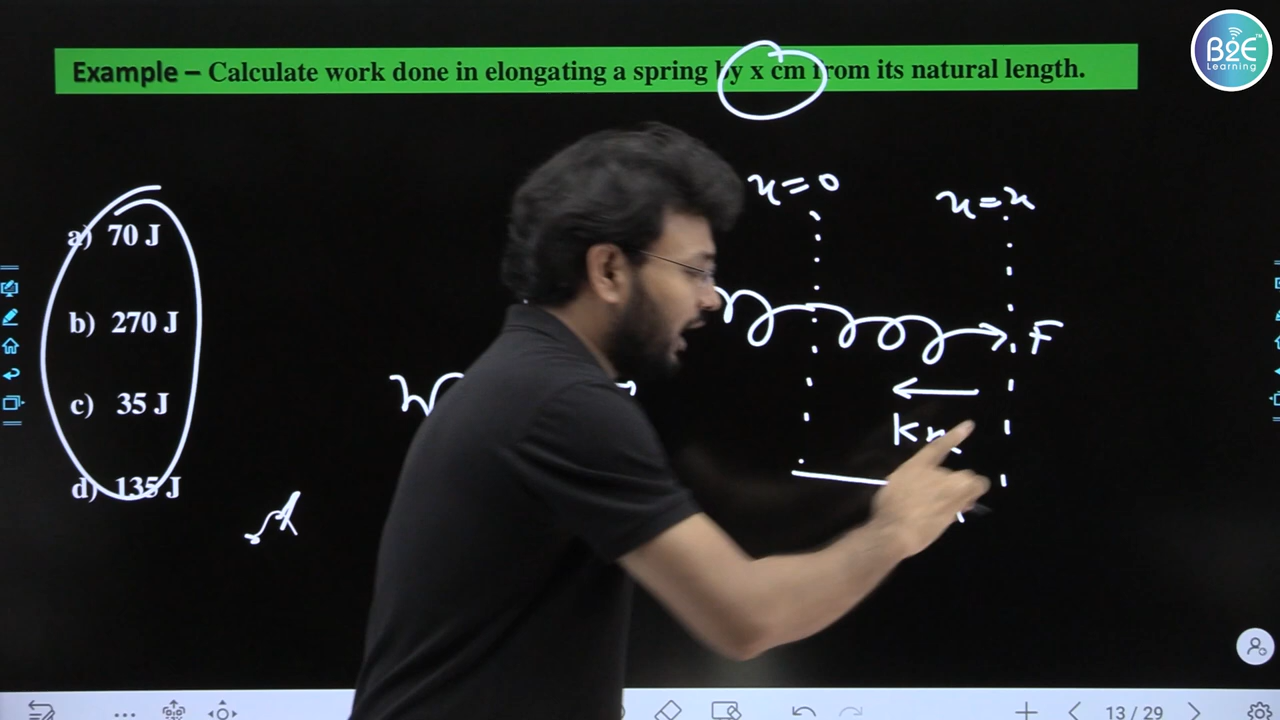 B2E
Learning
Example – Calculate work done in elongating a spring by x cm from its natural length.
x=0
x=x
a) 70 J
b) 270 J
F
c) 35 J
W
kx
d) 135 J
13 / 29